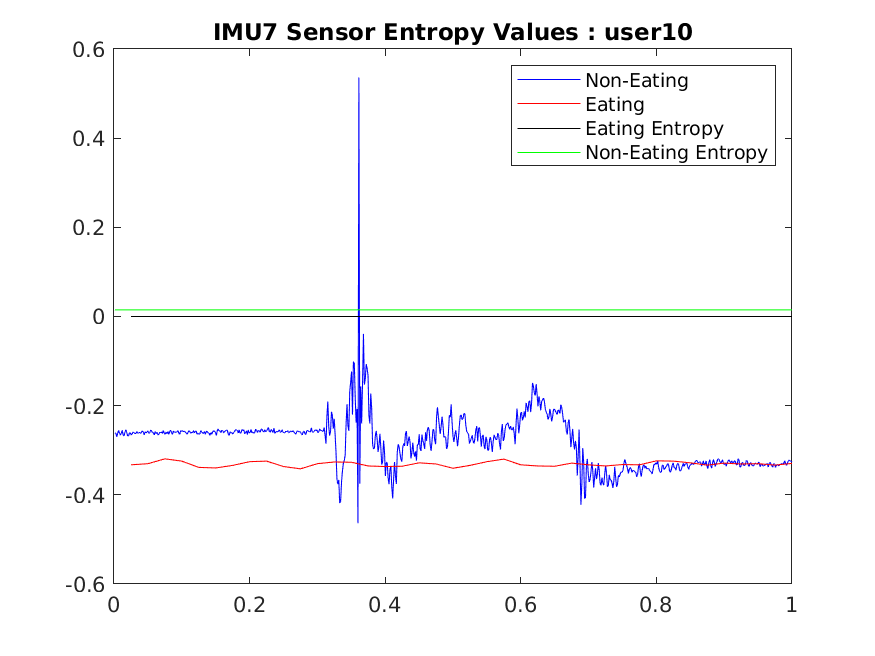 IMU7 Sensor Entropy Values : user10
0.6
0.4
0.2
0
-0.2
-0.4
-0.6
Non-Eating
Eating
Eating Entropy
Non-Eating Entropy
0 0.2 0.4 0.6 0.8 1